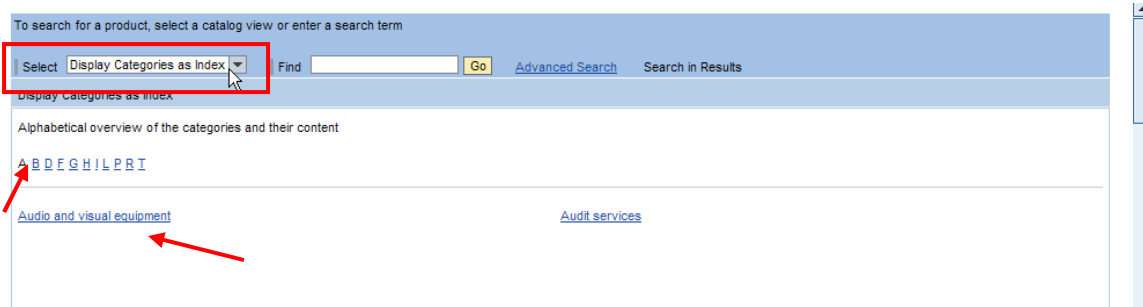 To search for a product, select a catalog view or enter a search term
Select Display Categories as Index Find Go Advanced Search Search in Results
Display Categories as Index
Alphabetical overview of the categories and their content
A B D F G H I L P R T
Audio and visual equipment Audit services